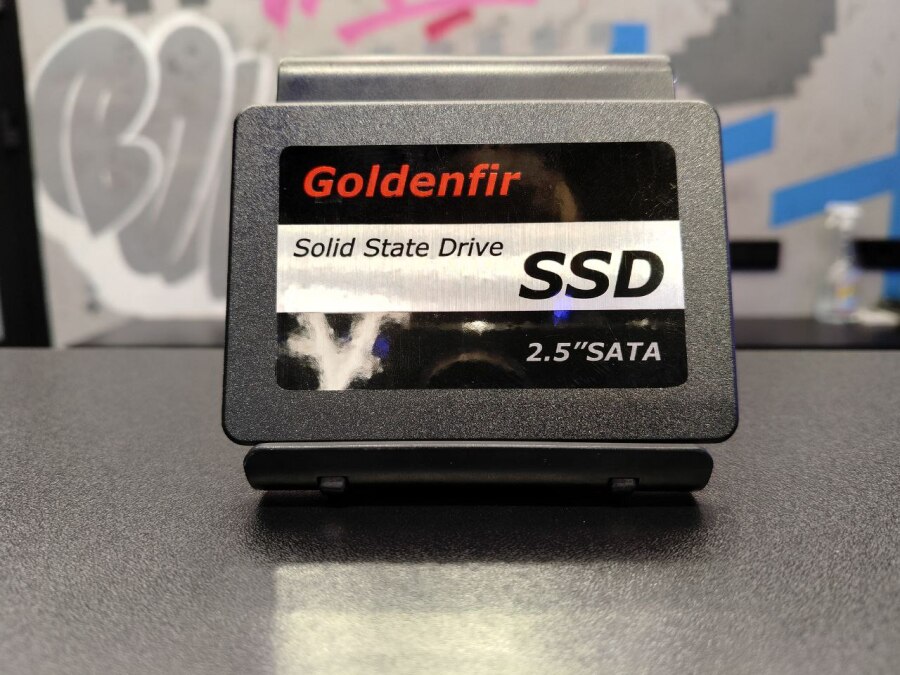 Goldenfir
Solid State Drive
SSD
2.5”SATA